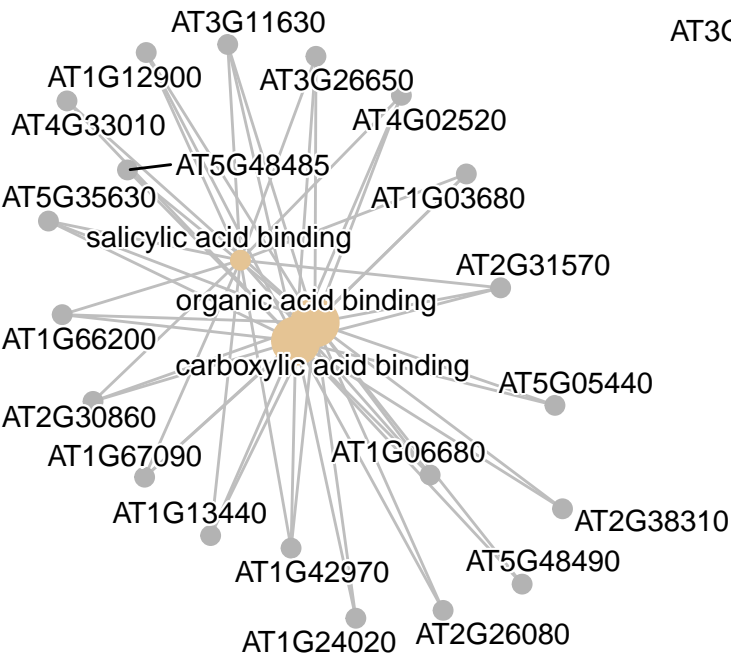 AT3G11630
AT3G
AT1G12900
AT3G26650
AT4G33010
AT4G02520
AT5G48485
AT5G35630
AT1G03680
salicylic acid binding
AT2G31570
organic acid binding
AT1G66200
carboxylic acid binding
AT5G05440
AT2G30860
AT1G67090
AT1G06680
AT1G13440
AT2G38310
AT5G48490
AT1G42970
AT1G24020
AT2G26080